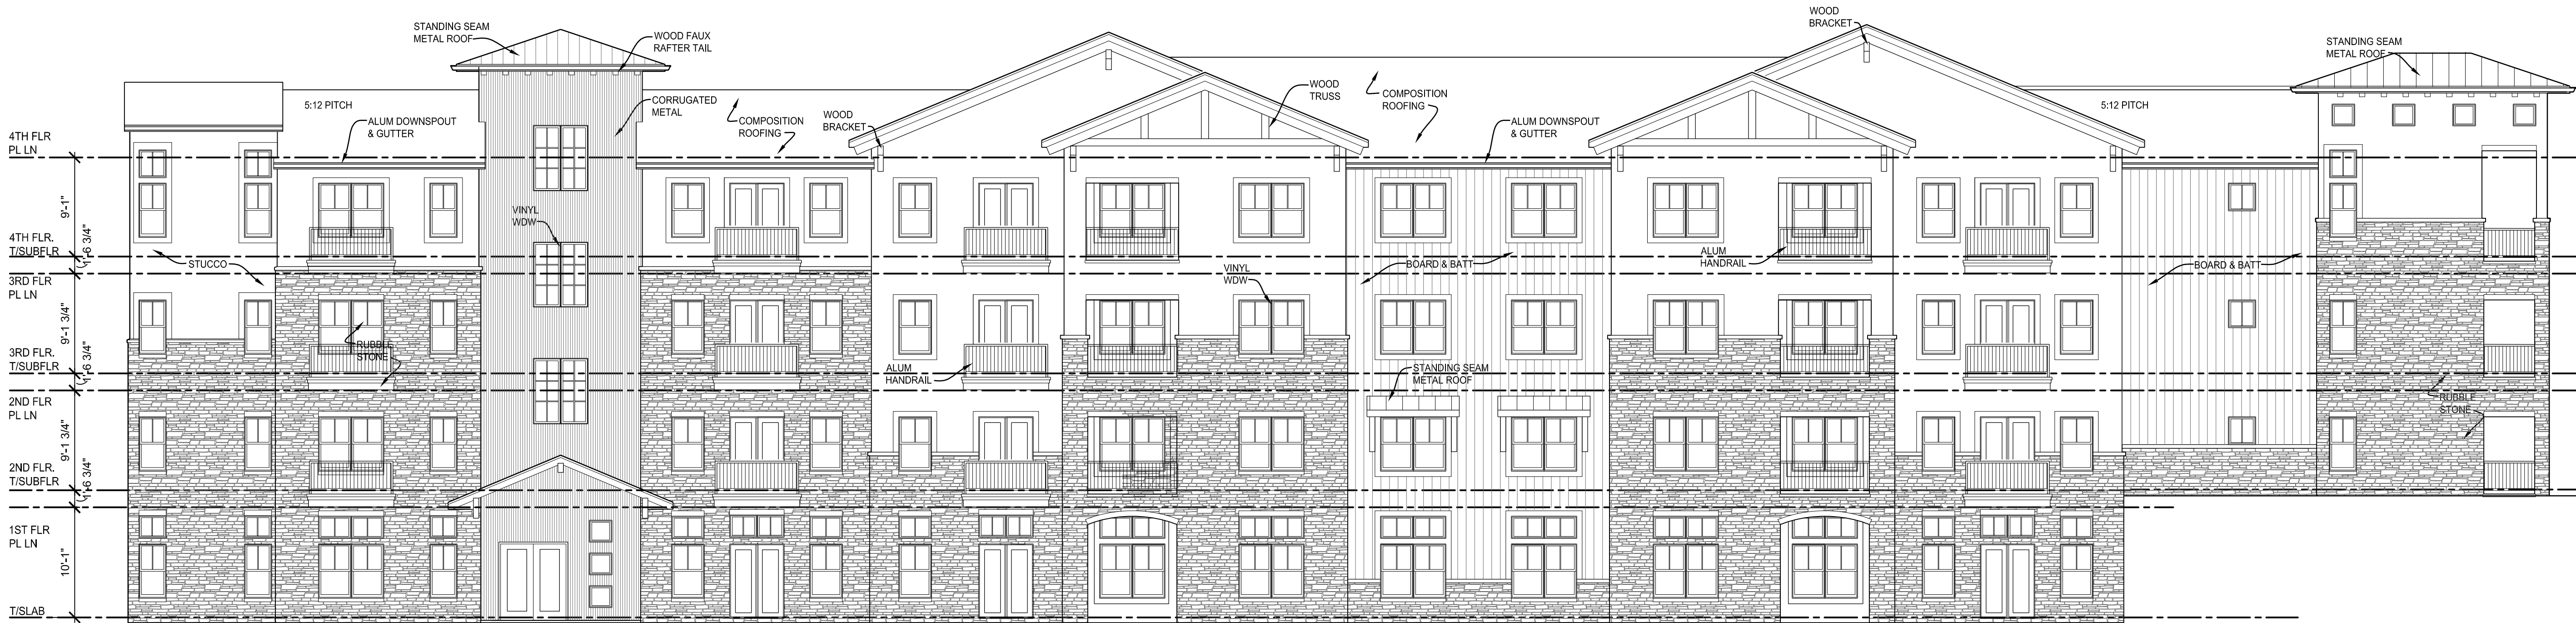 STANDING SEAM
METAL ROOF
WOOD FAUX
RAFTER TAIL
WOOD
BRACKET
STANDING SEAM
METAL ROOF
5:12 PITCH
ALUM DOWNSPOUT
& GUTTER
CORRUGATED
METAL
COMPOSITION
ROOFING
WOOD
BRACKET
WOOD
TRUSS
COMPOSITION
ROOFING
ALUM DOWNSPOUT
& GUTTER
5:12 PITCH
4TH FLR
PL LN
9'-1"
VINYL
WDW
4TH FLR.
T/SUBFLR
1'-6 3/4"
STUCCO
VINYL
WDW
BOARD & BATT
ALUM
HANDRAIL
BOARD & BATT
3RD FLR
PL LN
9'-1 3/4"
RUBBLE
STONE
3RD FLR.
T/SUBFLR
1'-6 3/4"
ALUM
HANDRAIL
STANDING SEAM
METAL ROOF
RUBBLE
STONE
2ND FLR
PL LN
9'-1 3/4"
2ND FLR.
T/SUBFLR
1'-6 3/4"
1ST FLR
PL LN
10'-1"
T/SLAB